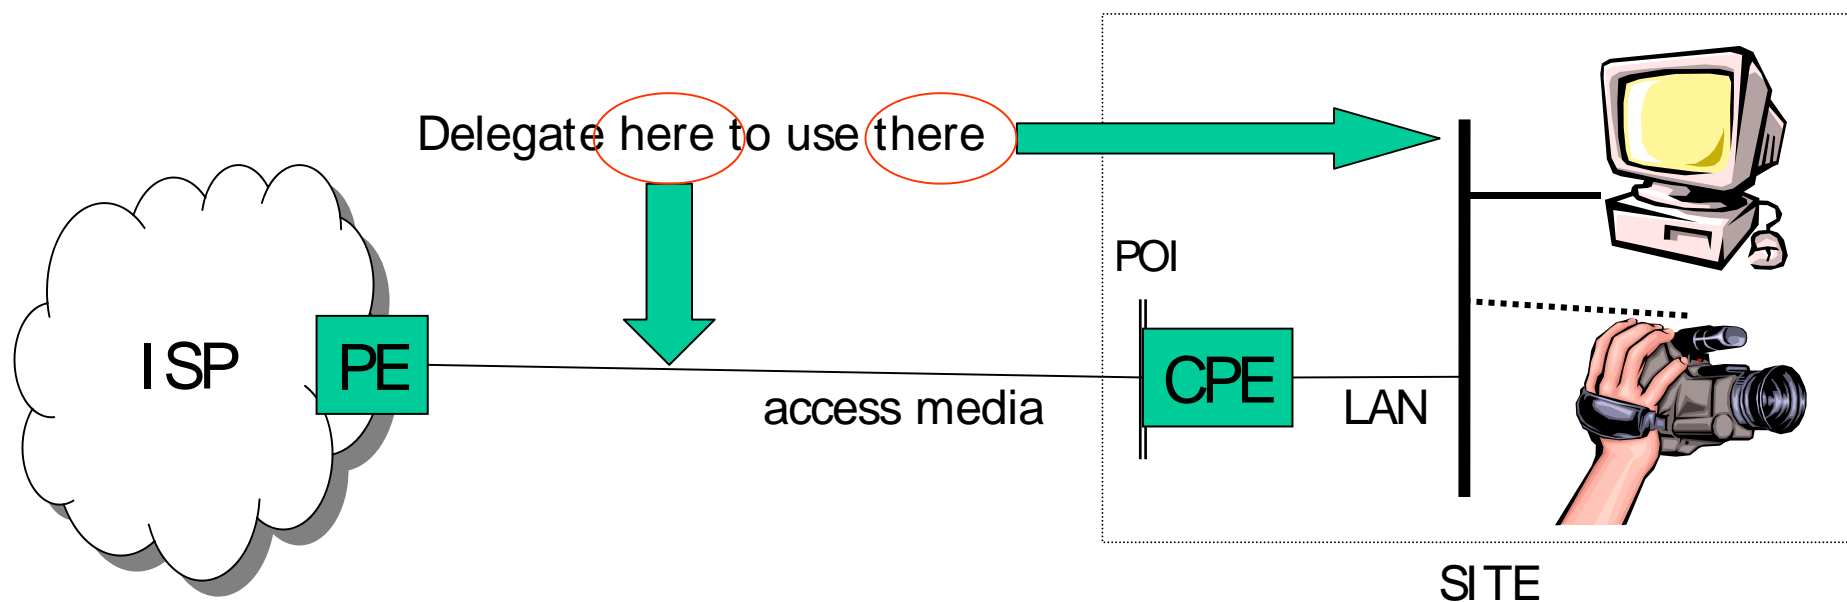 Delegate here to use there
POI
ISP
PE
CPE
access media
LAN
SITE